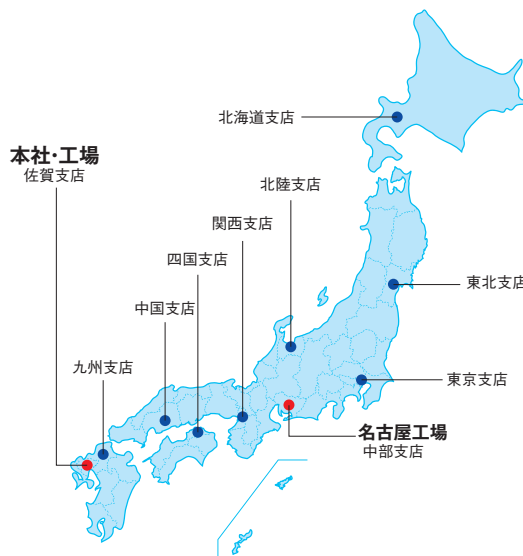 北海道支店
本社・工場
佐賀支店
北陸支店
関西支店
四国支店
東北支店
中国支店
九州支店
東京支店
名古屋工場
中部支店